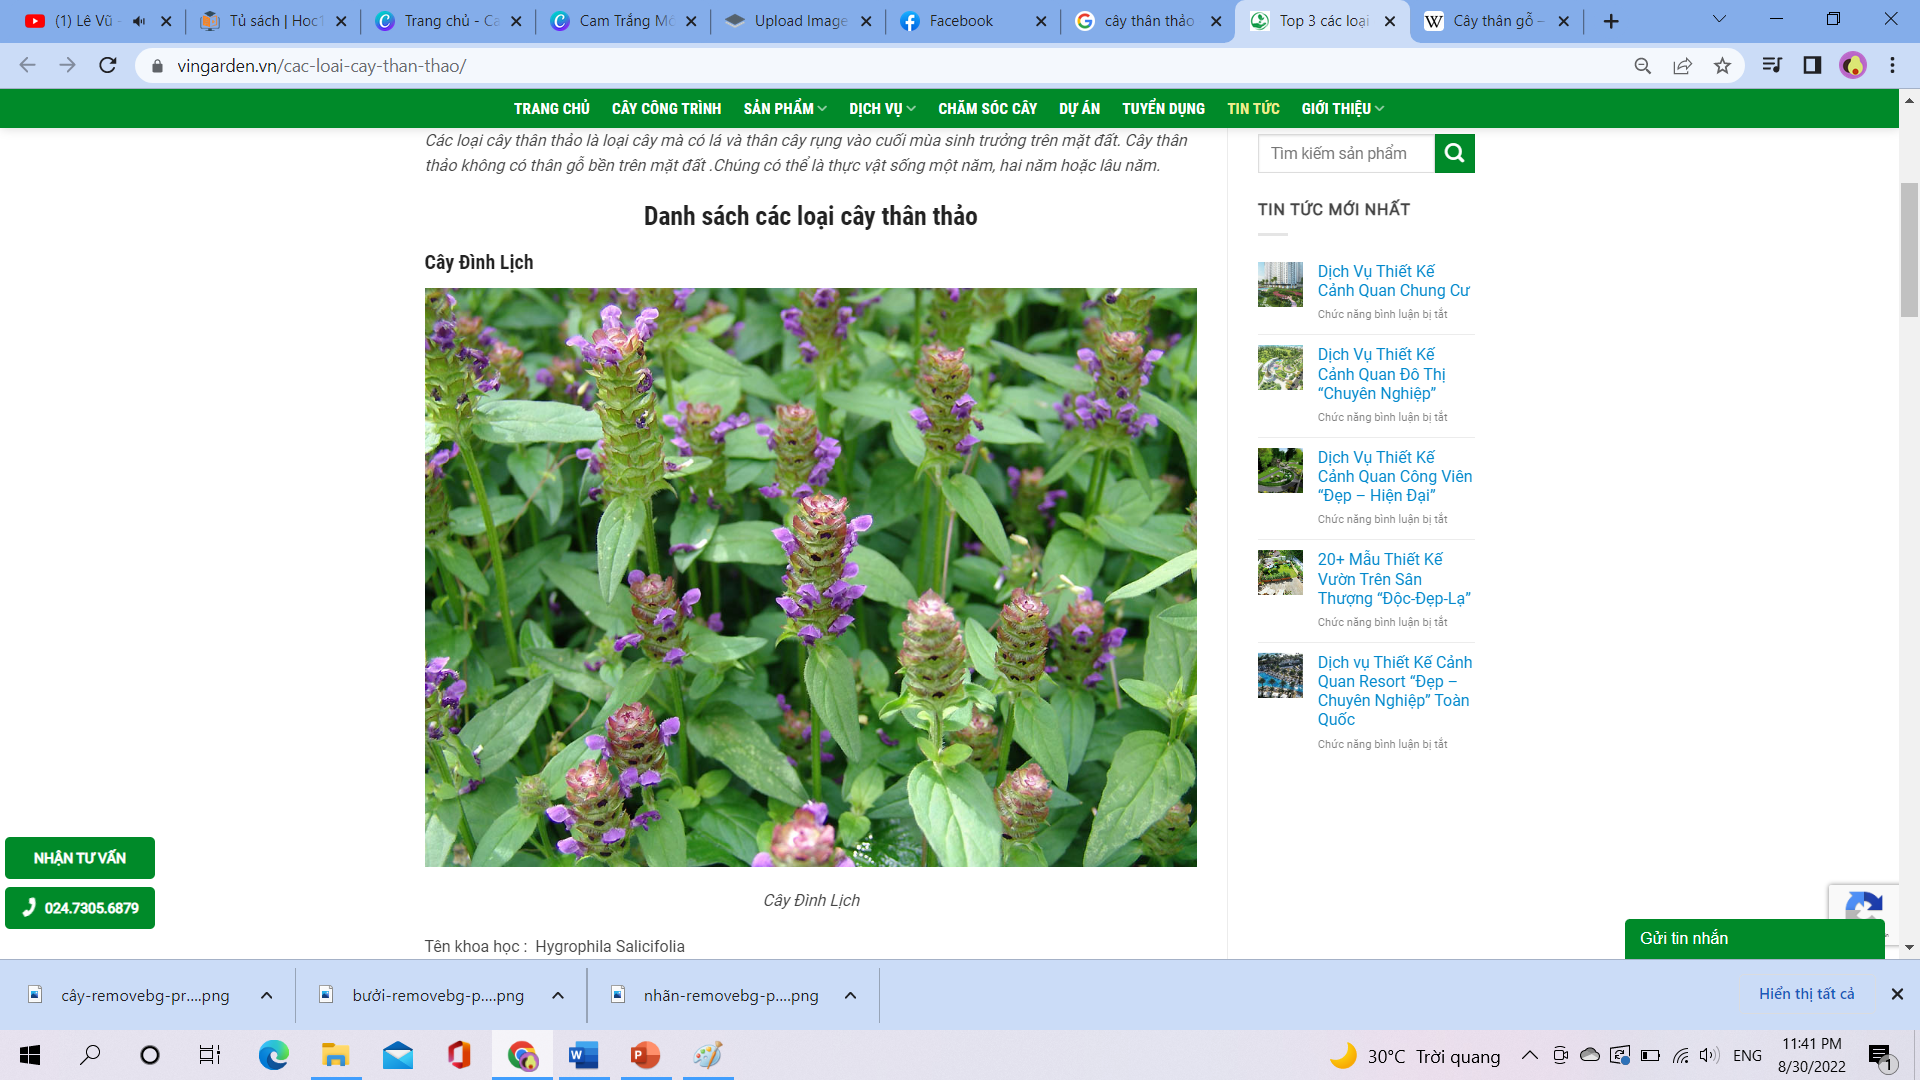 (1) Lê Vũ -
Tủ sách | Hoc1
Trang chủ - Ca
Cam Trắng Mớ
Upload Image
Facebook
cây thân thảo
Top 3 các loại
Cây thân gỗ –
vingarden.vn/cac-loai-cay-than-thao/
TRANG CHỦ CÂY CÔNG TRÌNH SẢN PHẨM DỊCH VỤ CHĂM SÓC CÂY DỰ ÁN TUYỂN DỤNG TIN TỨC GIỚI THIỆU
Các loại cây thân thảo là loại cây mà có lá và thân cây rụng vào cuối mùa sinh trưởng trên mặt đất. Cây thân
thảo không có thân gỗ bền trên mặt đất .Chúng có thể là thực vật sống một năm, hai năm hoặc lâu năm.
Danh sách các loại cây thân thảo
Cây Đình Lịch
Cây Đình Lịch
Tên khoa học : Hygrophila Salicifolia
Tìm kiếm sản phẩm
TIN TỨC MỚI NHẤT
Dịch Vụ Thiết Kế
Cảnh Quan Chung Cư
Chức năng bình luận bị tắt
Dịch Vụ Thiết Kế
Cảnh Quan Đô Thị
“Chuyên Nghiệp”
Chức năng bình luận bị tắt
Dịch Vụ Thiết Kế
Cảnh Quan Công Viên
“Đẹp – Hiện Đại”
Chức năng bình luận bị tắt
20+ Mẫu Thiết Kế
Vườn Trên Sân
Thượng “Độc-Đẹp-Lạ”
Chức năng bình luận bị tắt
Dịch vụ Thiết Kế Cảnh
Quan Resort “Đẹp –
Chuyên Nghiệp” Toàn
Quốc
Chức năng bình luận bị tắt
NHẬN TƯ VẤN
024.7305.6879
Gửi tin nhắn
cây-removebg-pr....png
bưởi-removebg-p....png
nhãn-removebg-p....png
Hiển thị tất cả
30°C Trời quang
ENG
11:41 PM
8/30/2022
1